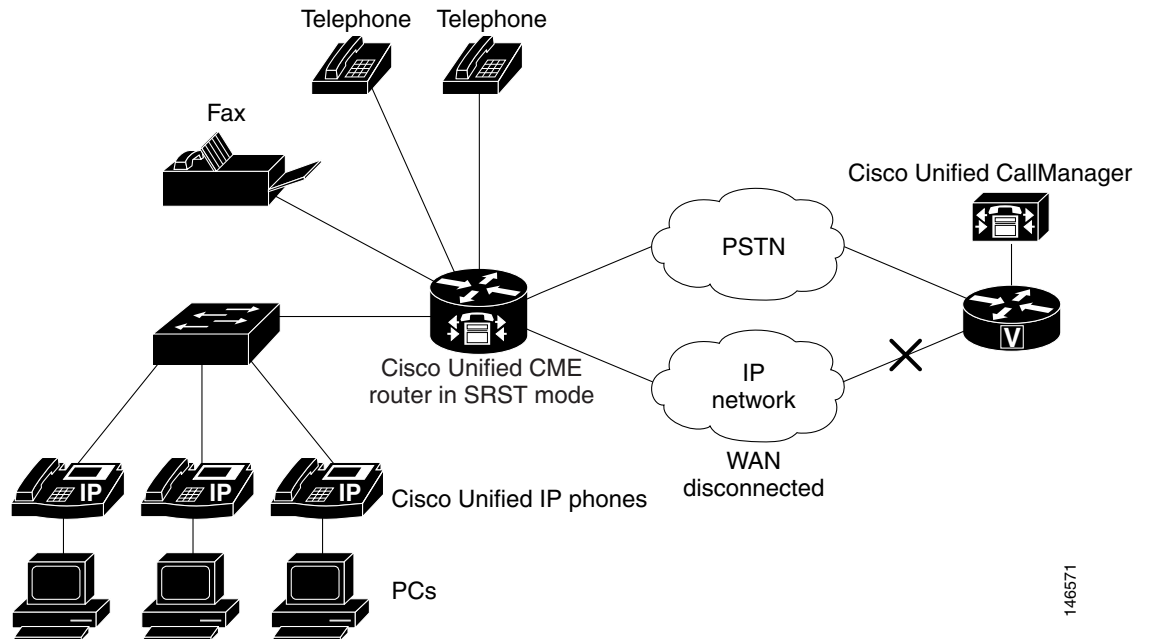 Telephone
Telephone
Fax
Cisco Unified CallManager
PSTN
V
Cisco Unified CME
router in SRST mode
IP
network
WAN
disconnected
IP
IP
IP
Cisco Unified IP phones
PCs
146571